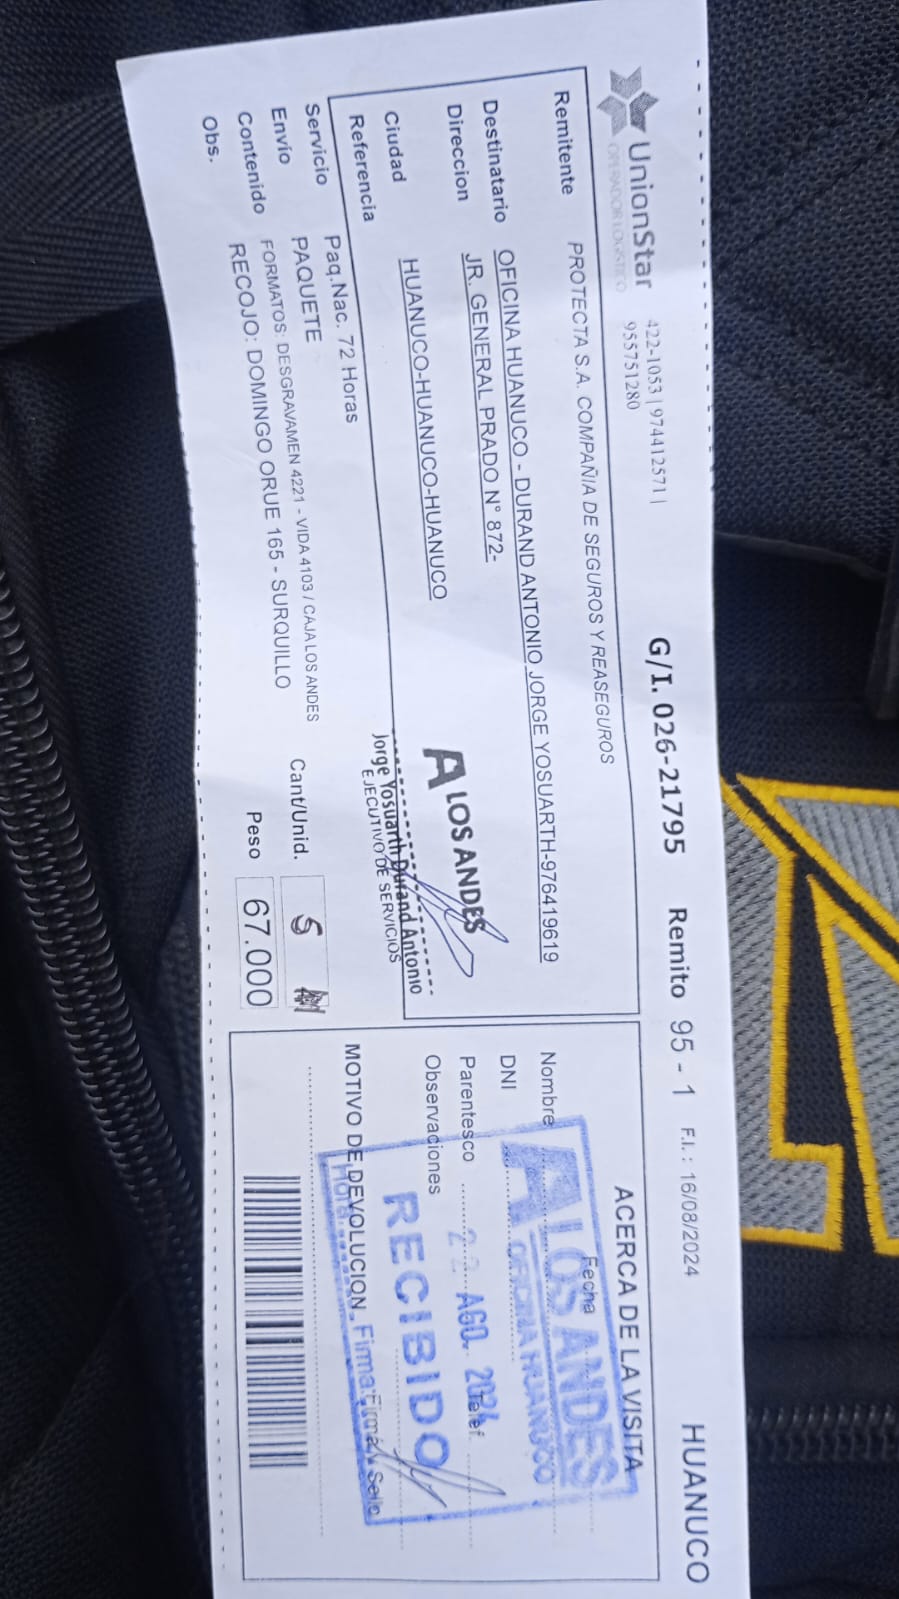 UnionStar
OPERADOR LOGISTICO
422-1053 | 974412571 |
955751280
G/I. 026-21795 Remito 95 - 1 F.I. : 16/08/2024 HUANUCO
Remitente PROTECTA S.A. COMPAÑIA DE SEGUROS Y REASEGUROS
Destinatario OFICINA HUANUCO - DURAND ANTONIO JORGE YOSUARTH-976419619
Direccion JR. GENERAL PRADO N° 872-
Ciudad HUANUCO-HUANUCO-HUANUCO
Referencia
Servicio Paq.Nac. 72 Horas
Envío PAQUETE
Contenido FORMATOS: DESGRAVAMEN 4221 - VIDA 4103 / CAJA LOS ANDES
Obs. RECOJO: DOMINGO ORUE 165 - SURQUILLO
Cant/Unid. 5
Peso 67.000
A LOS ANDES
Jorge Yosuarth Durand Antonio
EJECUTIVO DE SERVICIOS
ACERCA DE LA VISITA
Fecha
Nombre
DNI
Parentesco Telef
Observaciones
MOTIVO DE DEVOLUCION Firma y Sello
A LOS ANDES
OFICINA HUANUCO
22 AGO. 2024
RECIBIDO
Hora: Firma: